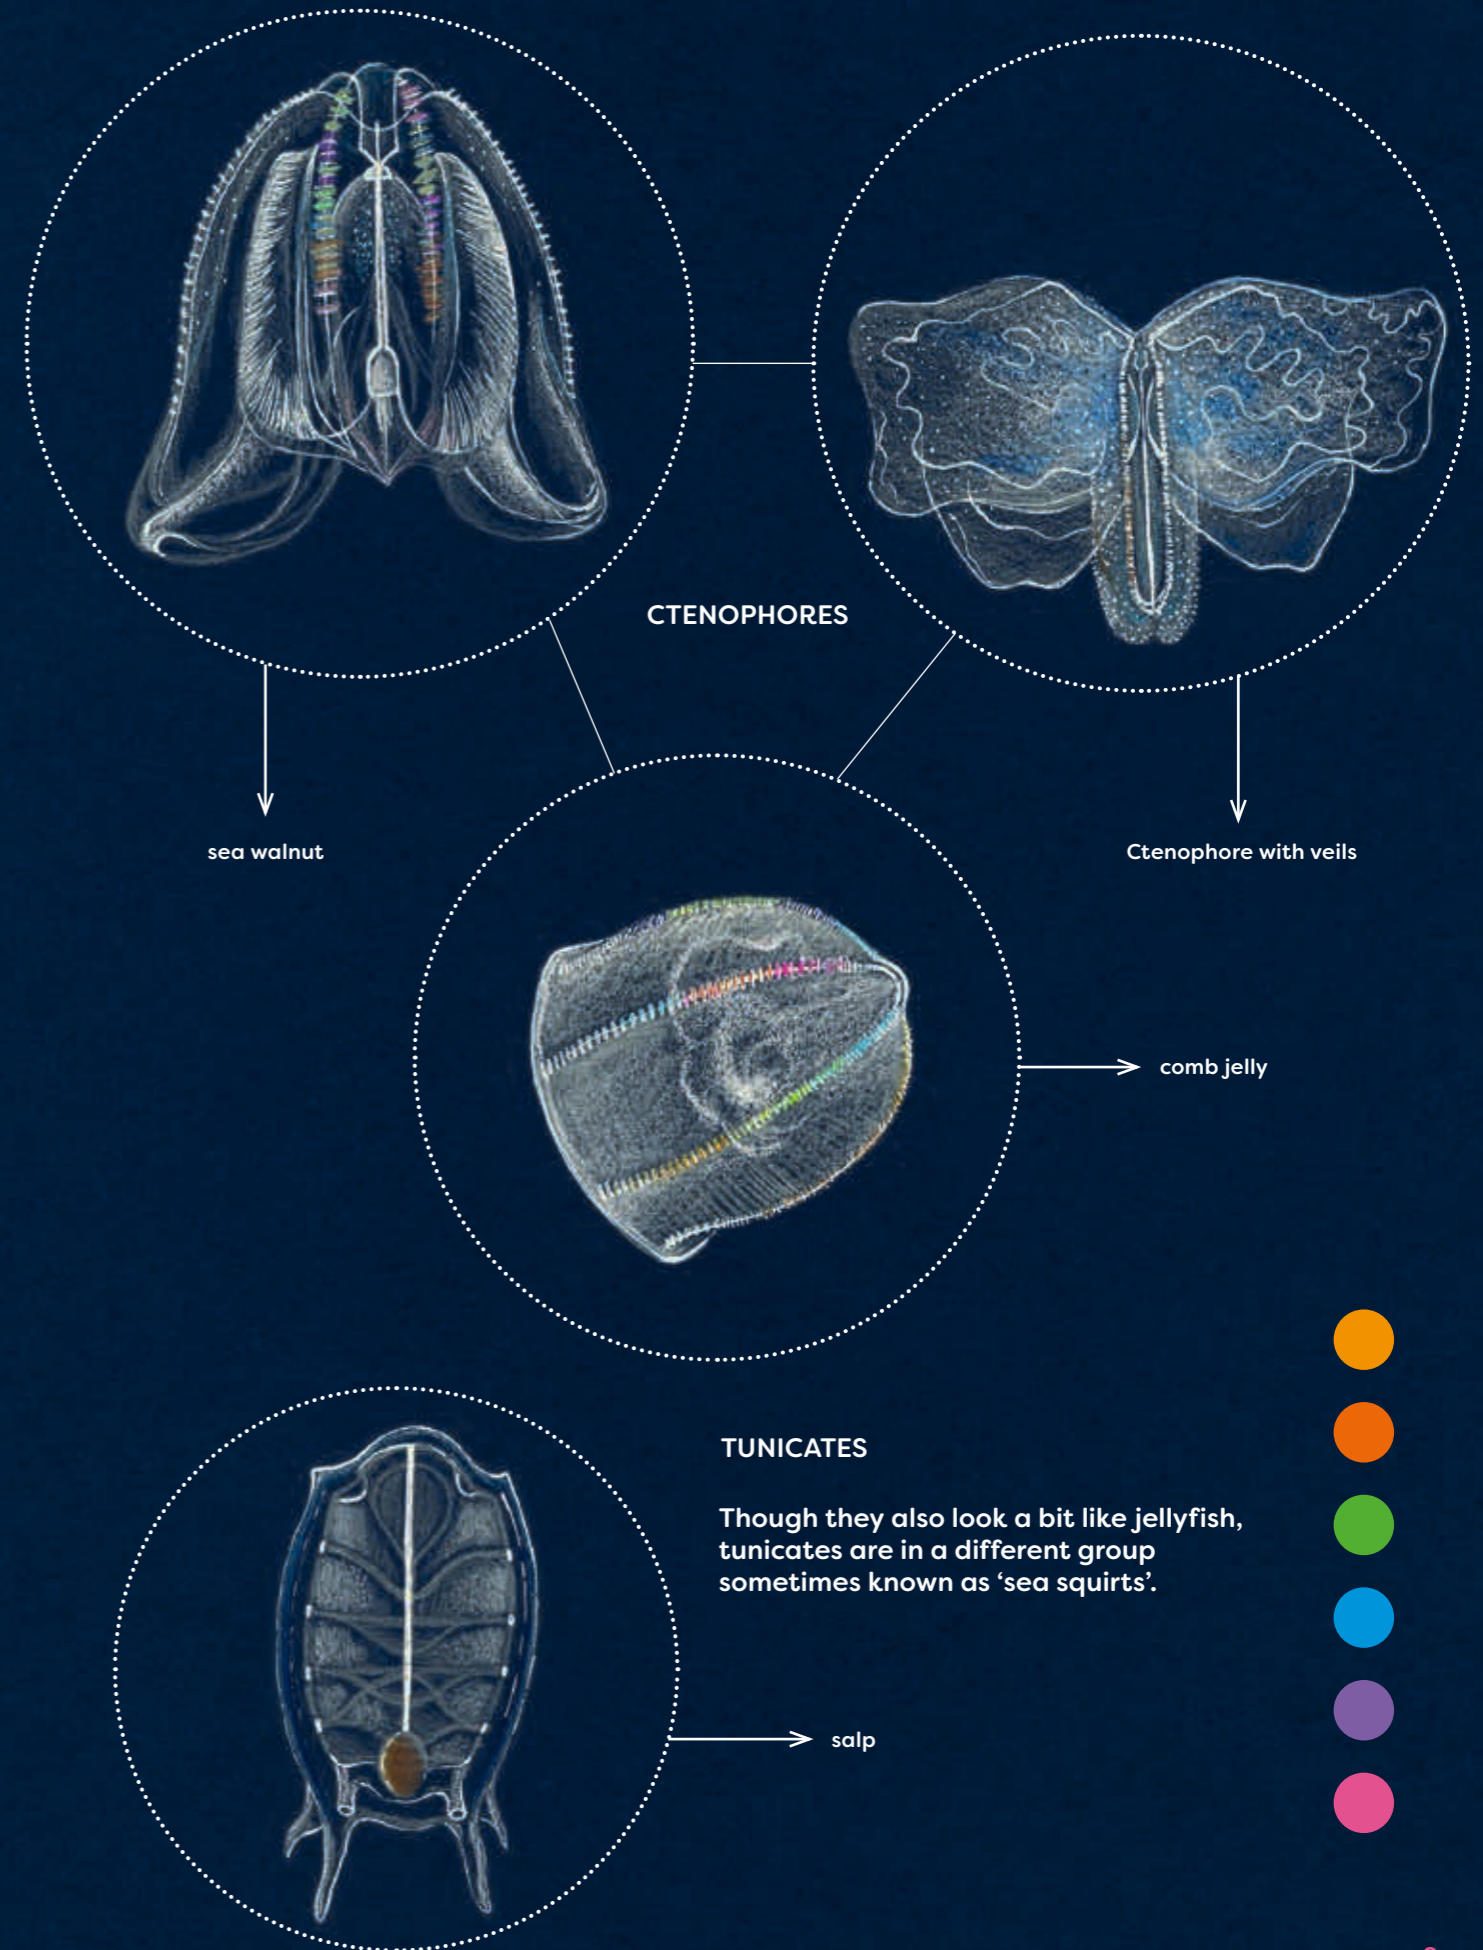 CTENOPHORES
sea walnut
Ctenophore with veils
comb jelly
TUNICATES
Though they also look a bit like jellyfish,
tunicates are in a different group
sometimes known as ‘sea squirts’.
salp